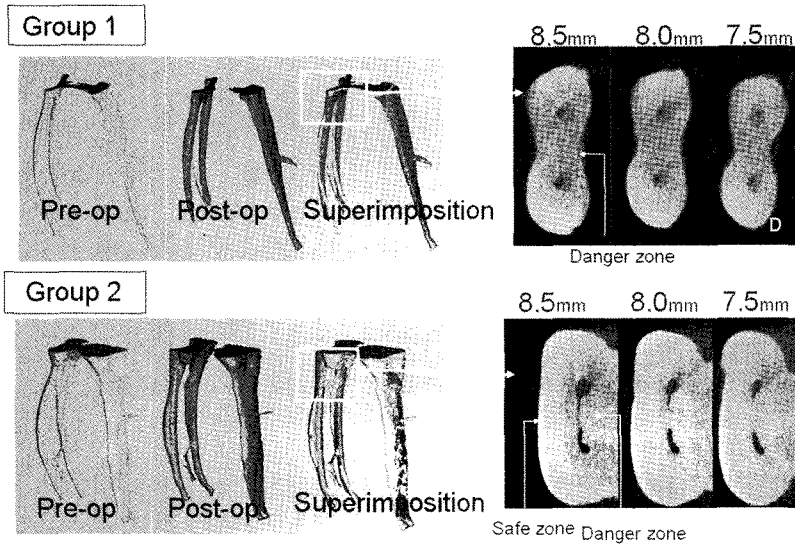 Group 1
8.5mm 8.0mm 7.5mm
Pre-op Post-op Superimposition
D
Danger zone
Group 2
8.5mm 8.0mm 7.5mm
Pre-op Post-op Superimposition
Safe zone Danger zone